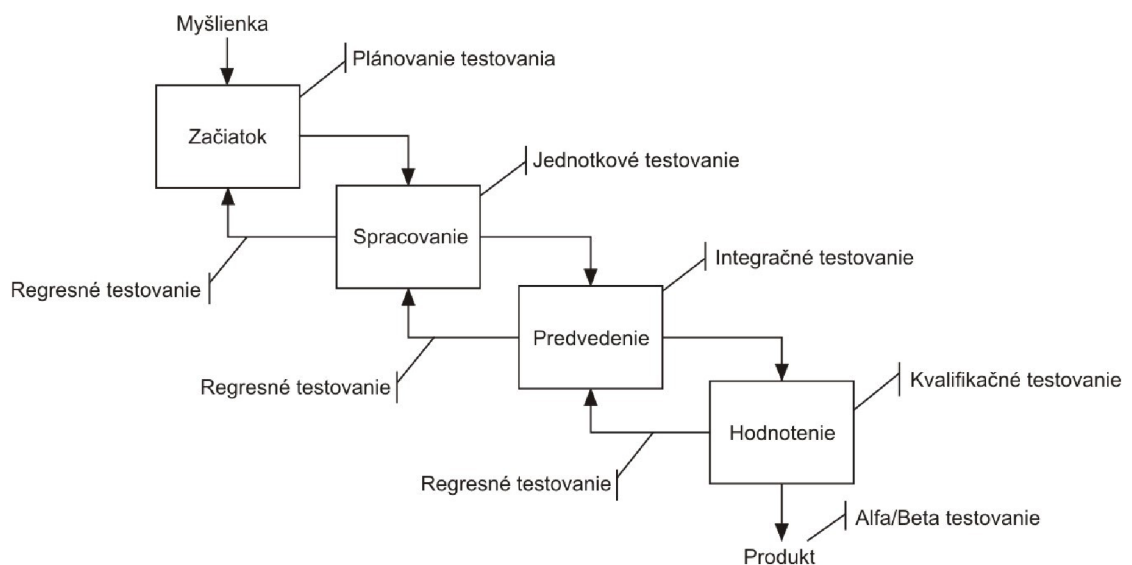 Myšlienka
Plánovanie testovania
Začiatok
Jednotkové testovanie
Spracovanie
Integračné testovanie
Regresné testovanie
Predvedenie
Kvalifikačné testovanie
Regresné testovanie
Hodnotenie
Regresné testovanie
Alfa/Beta testovanie
Produkt